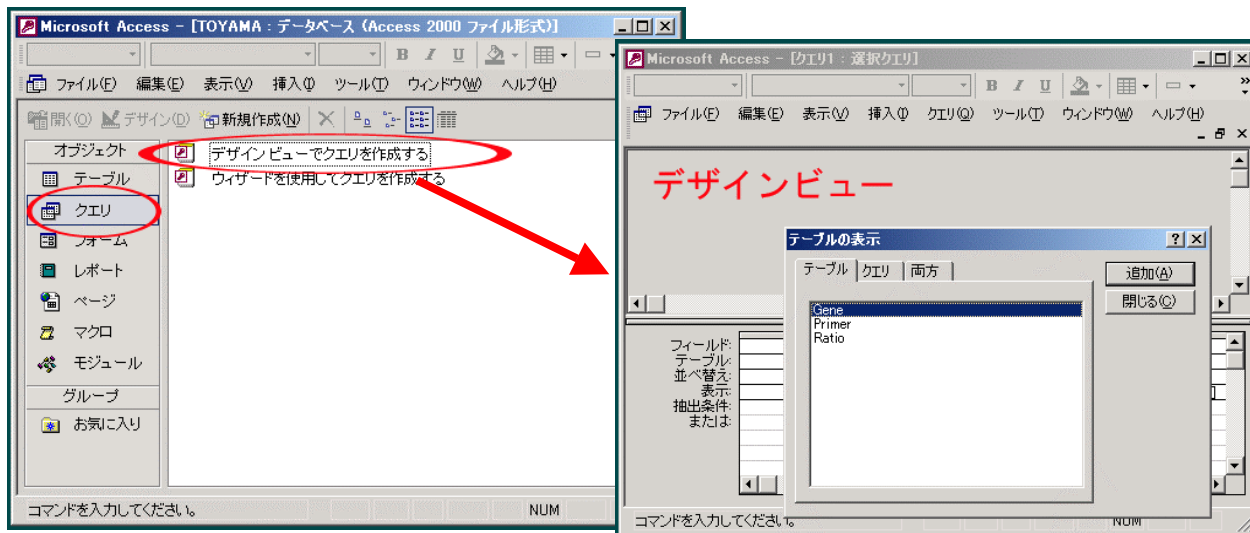 Microsoft Access - [TOYAMA : データベース (Access 2000 ファイル形式)]
B I U
ファイル(F) 編集(E) 表示(V) 挿入(I) ツール(T) ウィンドウ(W) ヘルプ(H)
開く(O) デザイン(D) 新規作成(N)
オブジェクト
テーブル
クエリ
フォーム
レポート
ページ
マクロ
モジュール
グループ
お気に入り
デザイン ビューでクエリを作成する
ウィザードを使用してクエリを作成する
コマンドを入力してください。 NUM
Microsoft Access - [クエリ1 : 選択クエリ]
B I U
ファイル(F) 編集(E) 表示(V) 挿入(I) クエリ(Q) ツール(T) ウィンドウ(W) ヘルプ(H)
デザインビュー
テーブルの表示
テーブル クエリ 両方
Gene
Primer
Ratio
追加(A)
閉じる(C)
フィールド:
テーブル:
並べ替え:
表示:
抽出条件:
または:
コマンドを入力してください。 NUM